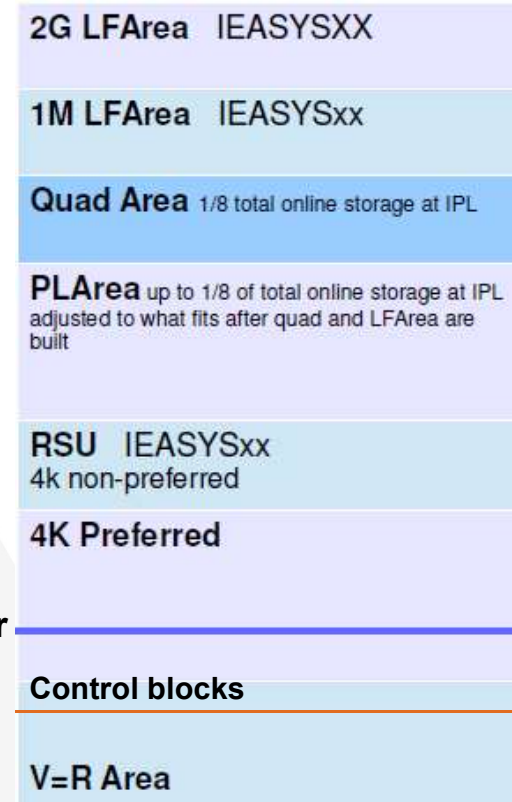 2G LFArea IEASYSXX
1M LFArea IEASYSxx
Quad Area 1/8 total online storage at IPL
PLArea up to 1/8 of total online storage at IPL
adjusted to what fits after quad and LFArea are
built
RSU IEASYSxx
4k non-preferred
4K Preferred
r
Control blocks
V=R Area